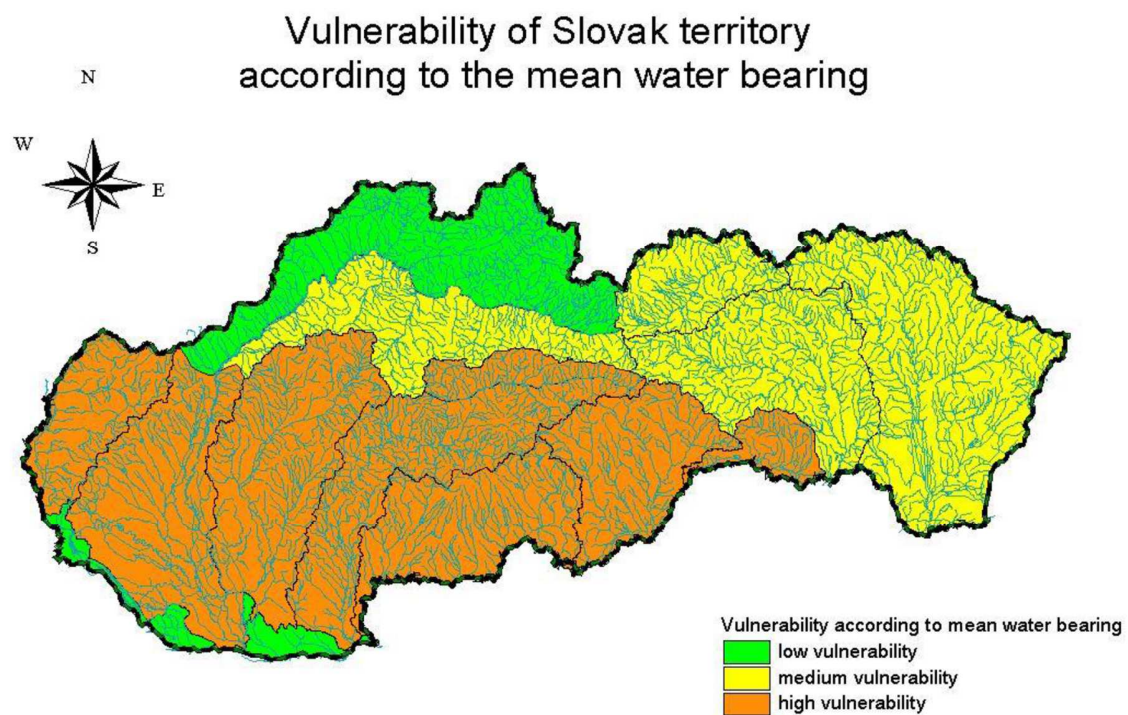 Vulnerability of Slovak territory
according to the mean water bearing
N
W
E
S
Vulnerability according to mean water bearing
low vulnerability
medium vulnerability
high vulnerability